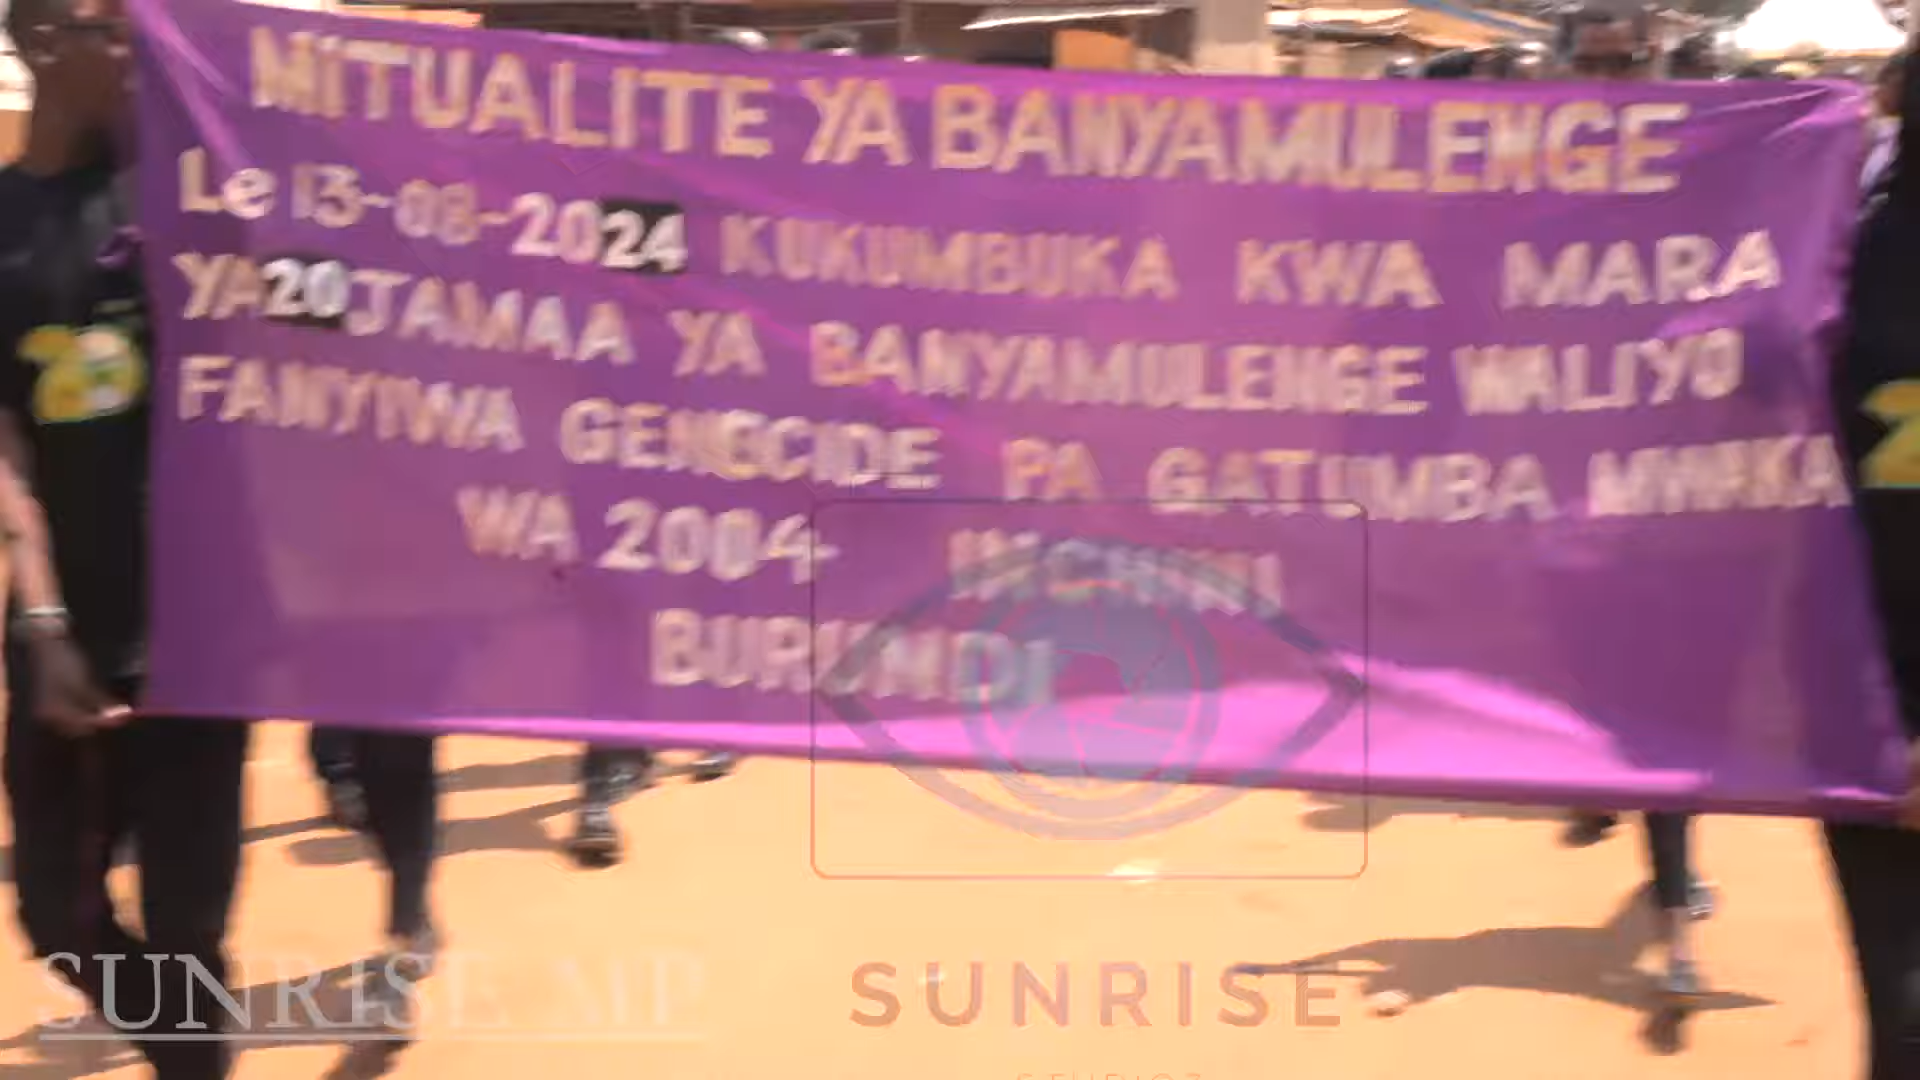 MITUALITE YA BANYAMULENGE
Le 13-08-2024 KUKUMBUKA KWA MARA
YA 20 JAMAA YA BANYAMULENGE WALIYO
FANYIWA GENOCIDE PA GATUMBA MWAKA
WA 2004 INCHINI
BURUNDI
SUNRISE MP
SUNRISE